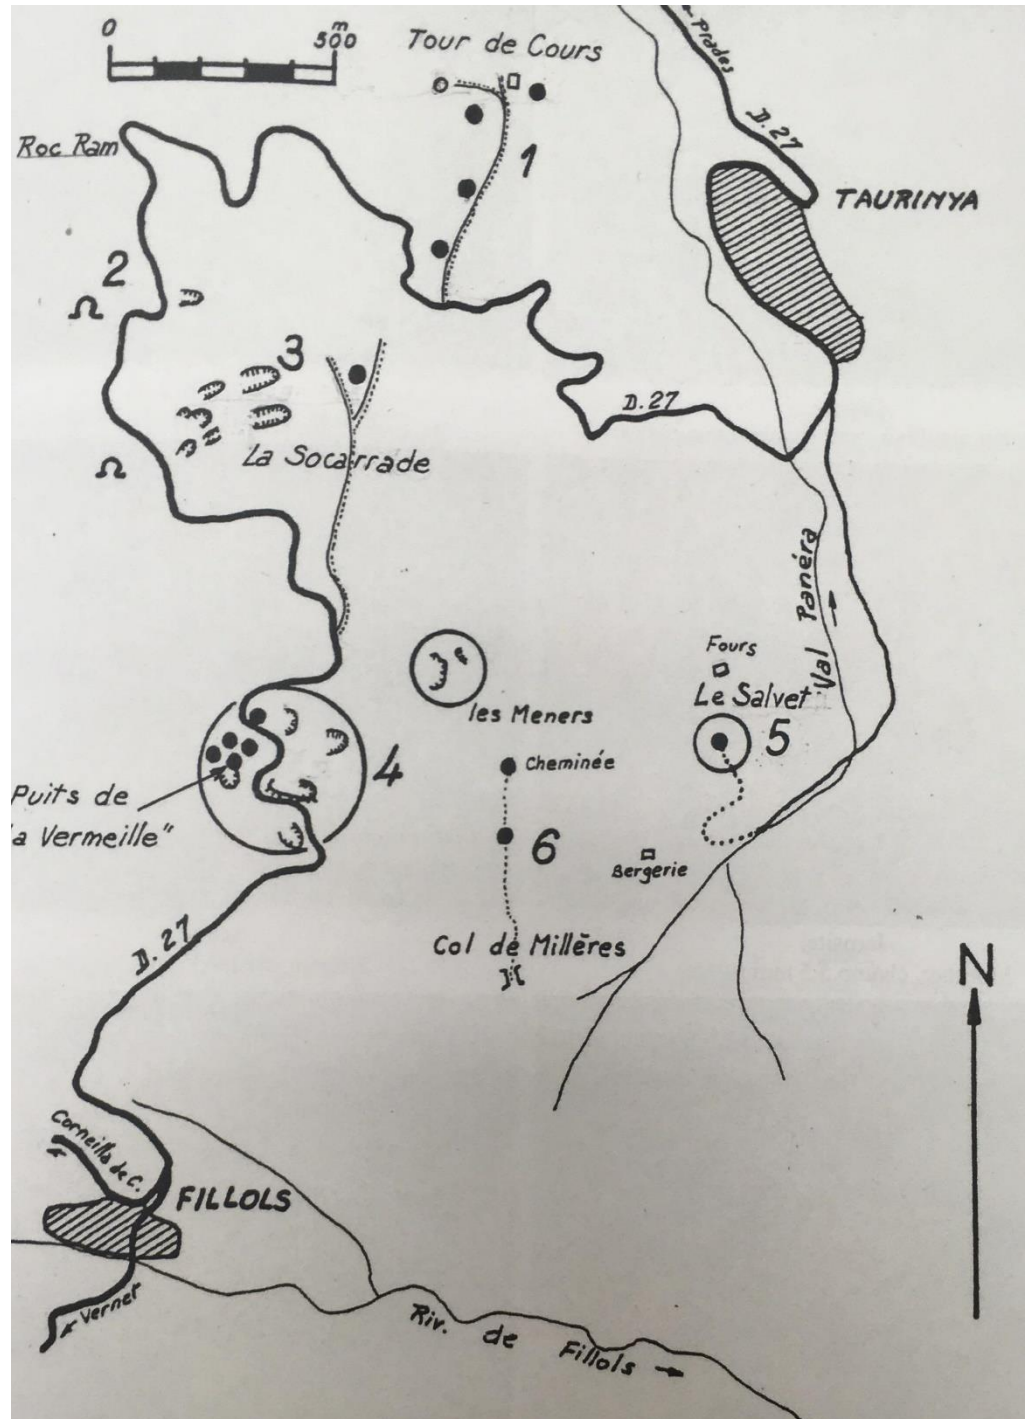 0 500 m
Tour de Cours
Prades
D.27
Roc Ram
1
TAURINYA
2
Ω
3
D.27
La Socarrade
Ω
Val Panéra
Fours
Le Salvet
les Meners
5
4
Cheminée
Puits de
a Vermeille"
6
Bergerie
D.27
Col de Millères
N
Corneilla de C.
FILLOLS
Vernet
Riv. de Fillols